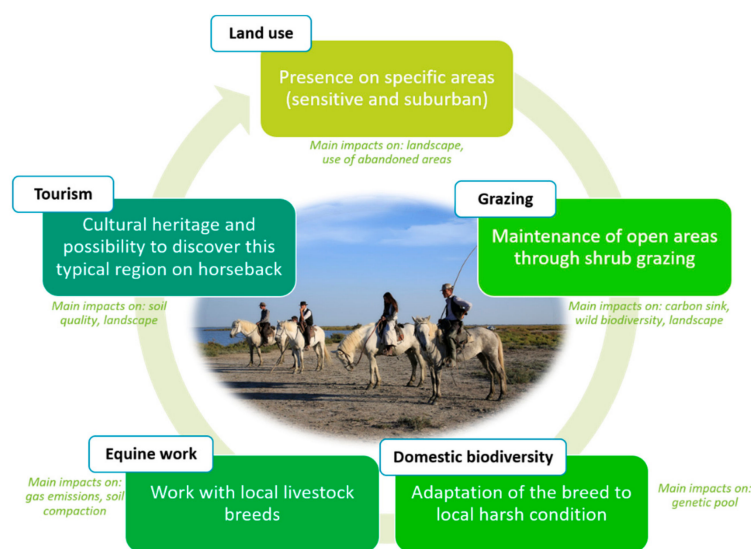 Land use
Presence on specific areas
(sensitive and suburban)
Main impacts on: landscape,
use of abandoned areas
Grazing
Maintenance of open areas
through shrub grazing
Main impacts on: carbon sink,
wild biodiversity, landscape
Domestic biodiversity
Adaptation of the breed to
local harsh condition
Main impacts on:
genetic pool
Equine work
Work with local livestock
breeds
Main impacts on:
gas emissions, soil
compaction
Tourism
Cultural heritage and
possibility to discover this
typical region on horseback
Main impacts on: soil
quality, landscape